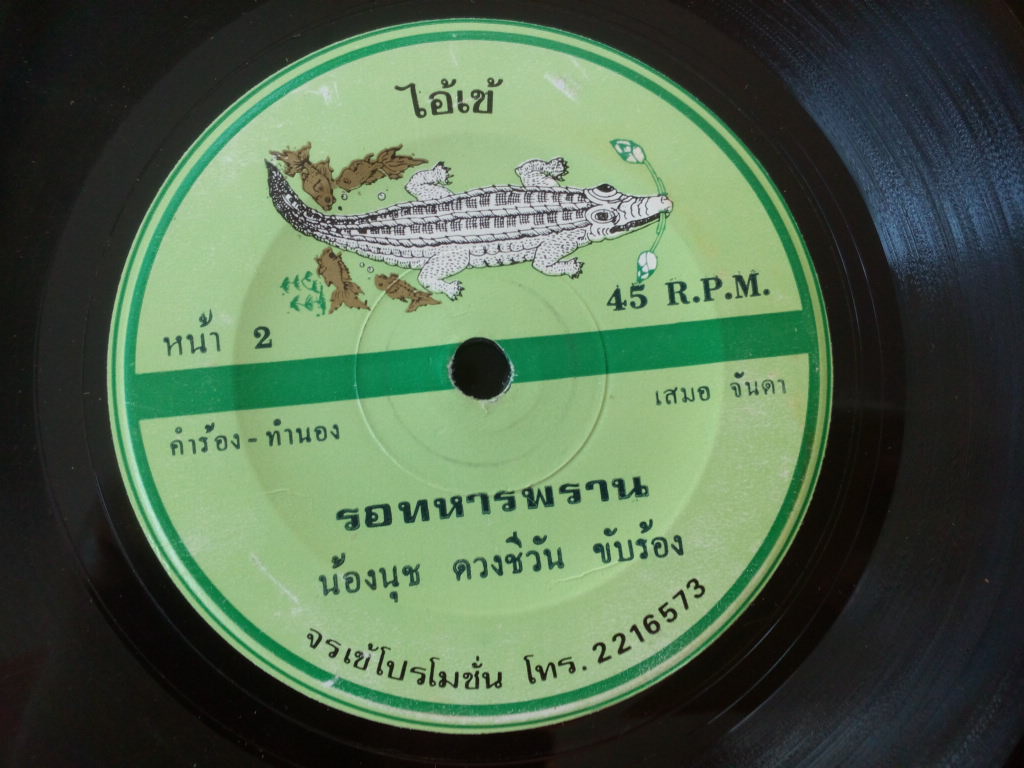 ไอ้เข้
45 R.P.M.
หน้า 2
คำร้อง - ทำนอง
เสมอ จันดา
รอทหารพราน
น้องนุช ดวงชีวัน ขับร้อง
จรเข้โปรโมชั่น โทร. 2216573